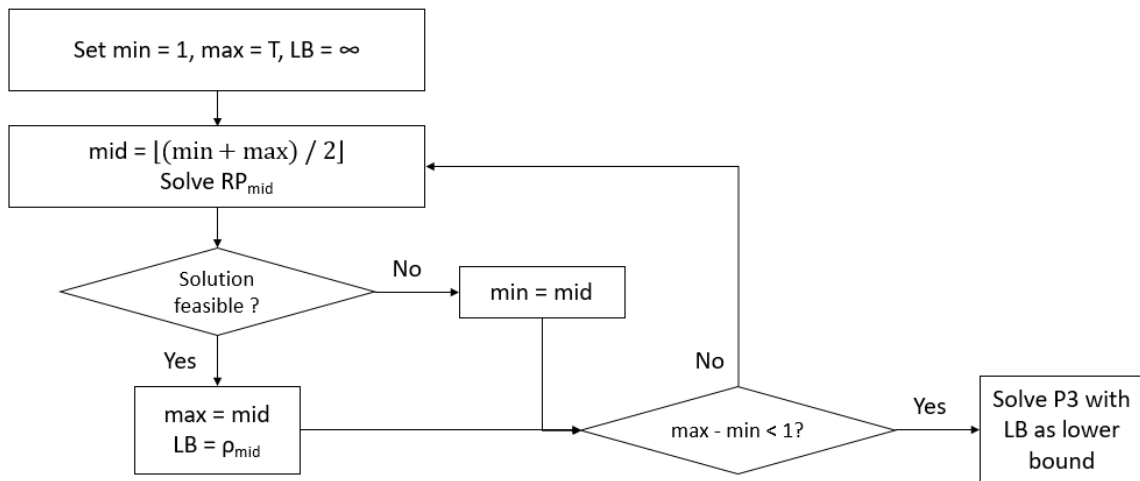 Set min = 1, max = T, LB = ∞
mid = ⌊(min + max) / 2⌋
Solve RPmid
Solution
feasible ?
No
min = mid
Yes
max = mid
LB = ρmid
No
max - min < 1?
Yes
Solve P3 with
LB as lower
bound